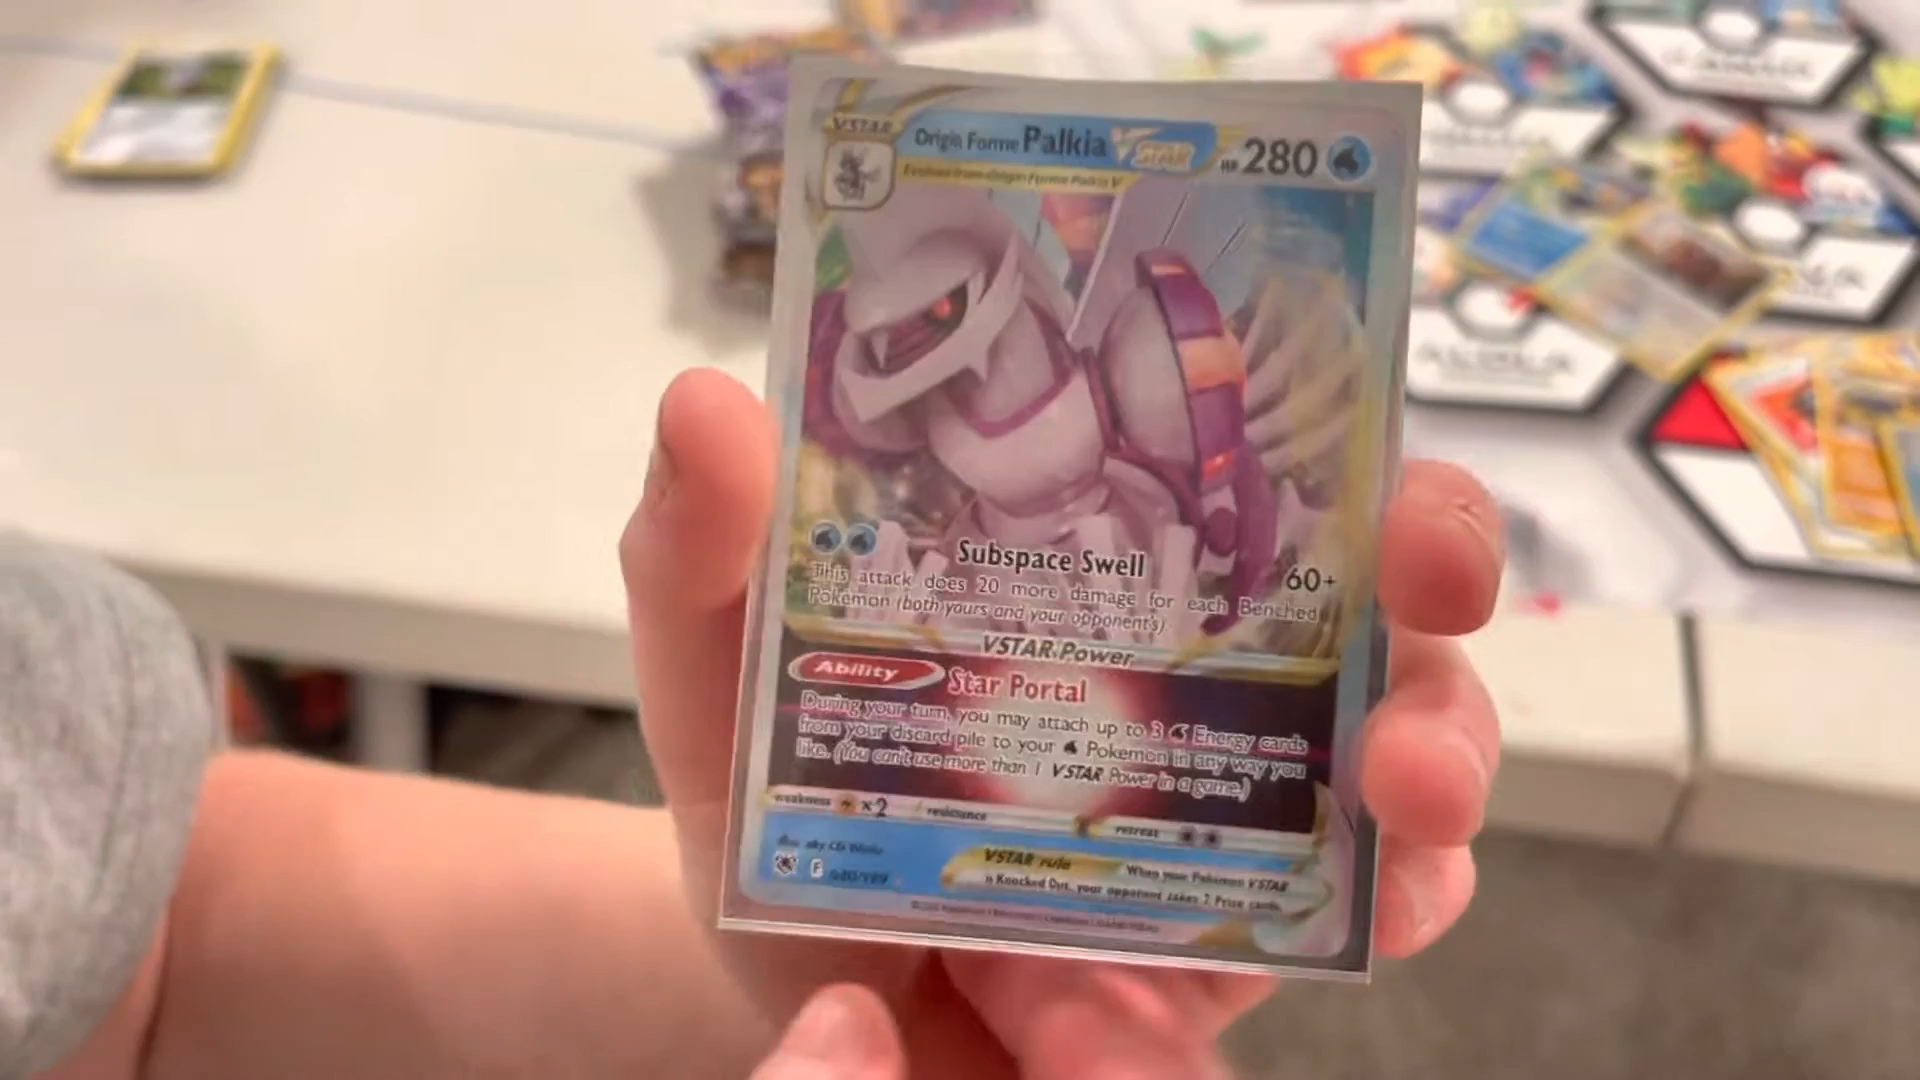 VSTAR
Origin Forme Palkia VSTAR HP 280
Evolves from Origin Forme Palkia V
Subspace Swell 60+
This attack does 20 more damage for each Benched
Pokémon (both yours and your opponent's).
VSTAR Power
Ability Star Portal
During your turn, you may attach up to 3 Energy cards
from your discard pile to your Pokémon in any way you
like. (You can't use more than 1 VSTAR Power in a game.)
weakness x2 resistance retreat
VSTAR rule When your Pokémon VSTAR
is Knocked Out, your opponent takes 2 Prize cards.
F 040/189
ALOLA